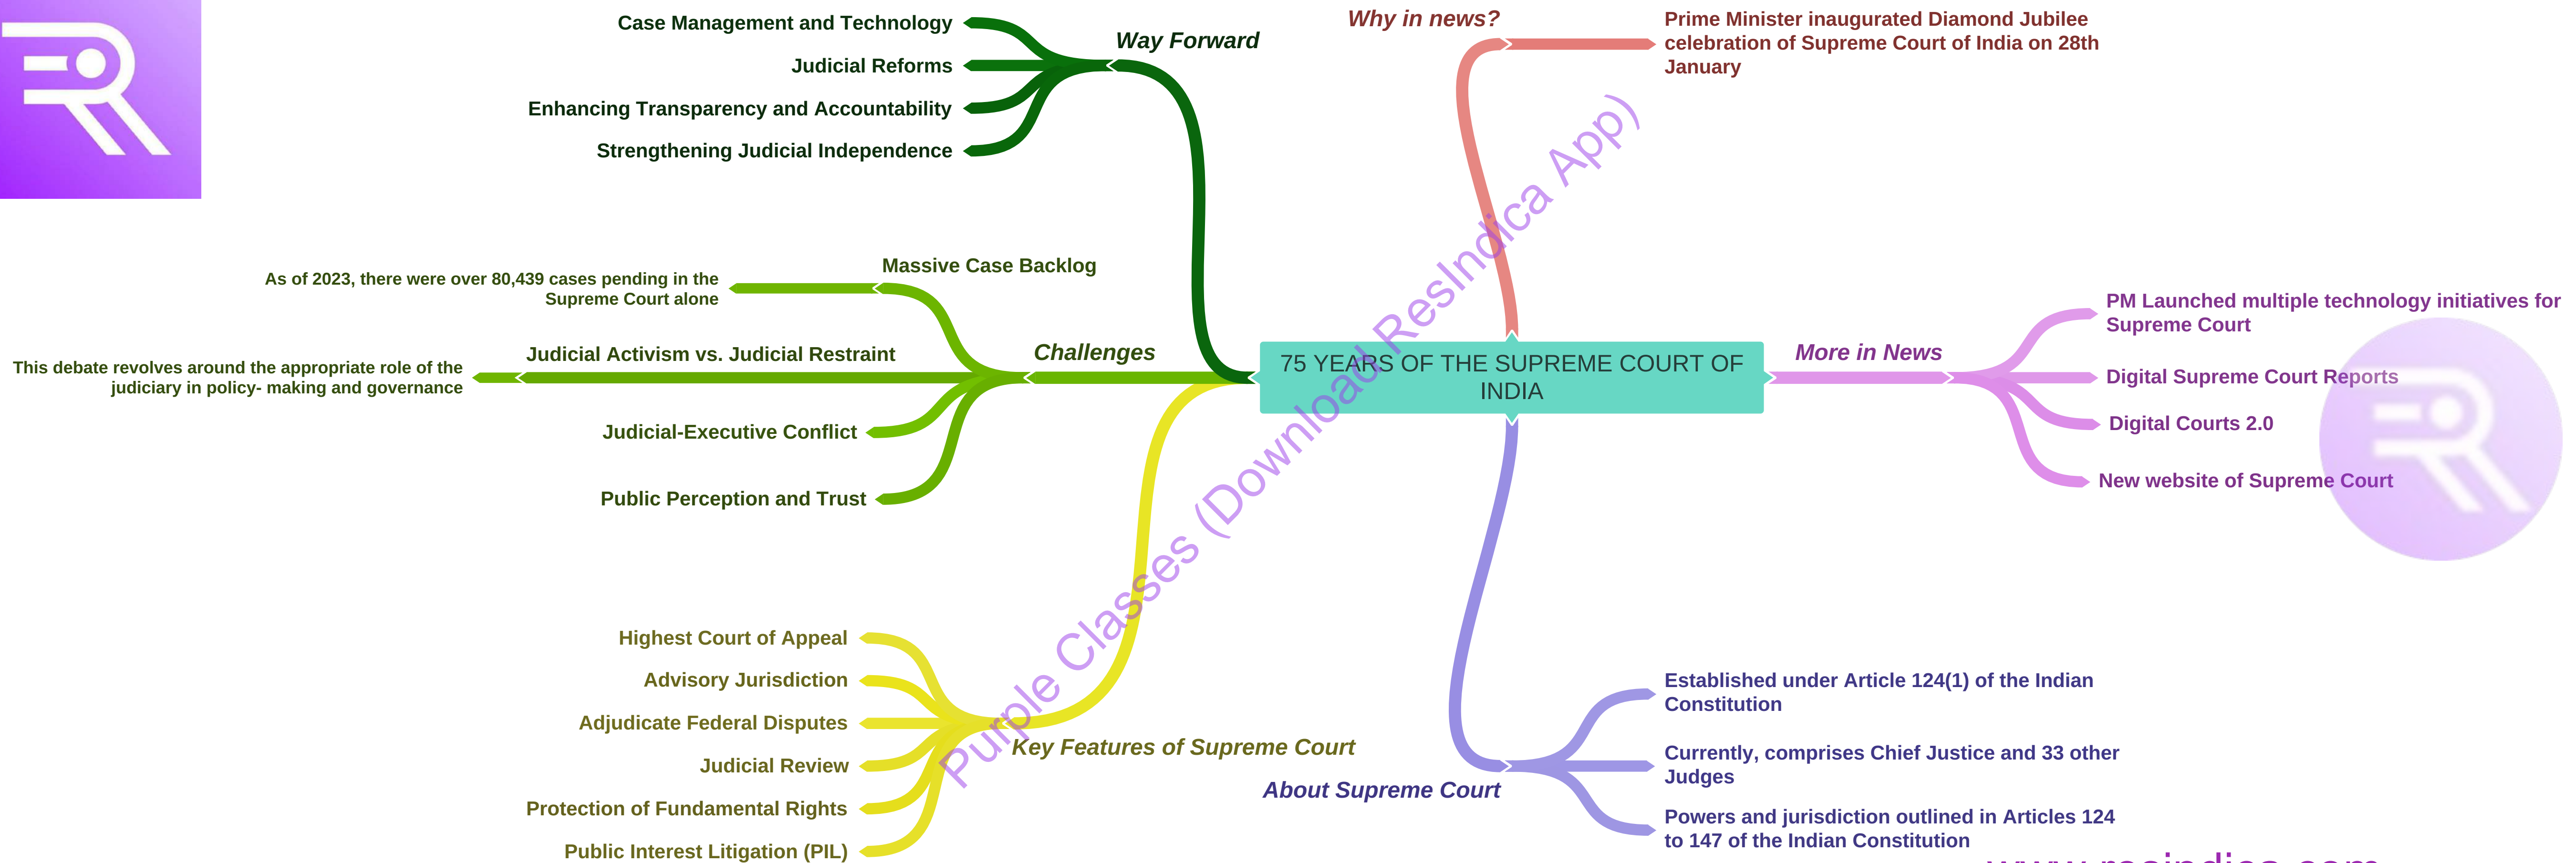 Why in news?
Prime Minister inaugurated Diamond Jubilee
celebration of Supreme Court of India on 28th
January
Way Forward
Case Management and Technology
Judicial Reforms
Enhancing Transparency and Accountability
Strengthening Judicial Independence
75 YEARS OF THE SUPREME COURT OF
INDIA
More in News
PM Launched multiple technology initiatives for
Supreme Court
Digital Supreme Court Reports
Digital Courts 2.0
New website of Supreme Court
Challenges
Massive Case Backlog
As of 2023, there were over 80,439 cases pending in the
Supreme Court alone
Judicial Activism vs. Judicial Restraint
This debate revolves around the appropriate role of the
judiciary in policy- making and governance
Judicial-Executive Conflict
Public Perception and Trust
Key Features of Supreme Court
Highest Court of Appeal
Advisory Jurisdiction
Adjudicate Federal Disputes
Judicial Review
Protection of Fundamental Rights
Public Interest Litigation (PIL)
About Supreme Court
Established under Article 124(1) of the Indian
Constitution
Currently, comprises Chief Justice and 33 other
Judges
Powers and jurisdiction outlined in Articles 124
to 147 of the Indian Constitution
Purple Classes (Download ResIndica App)